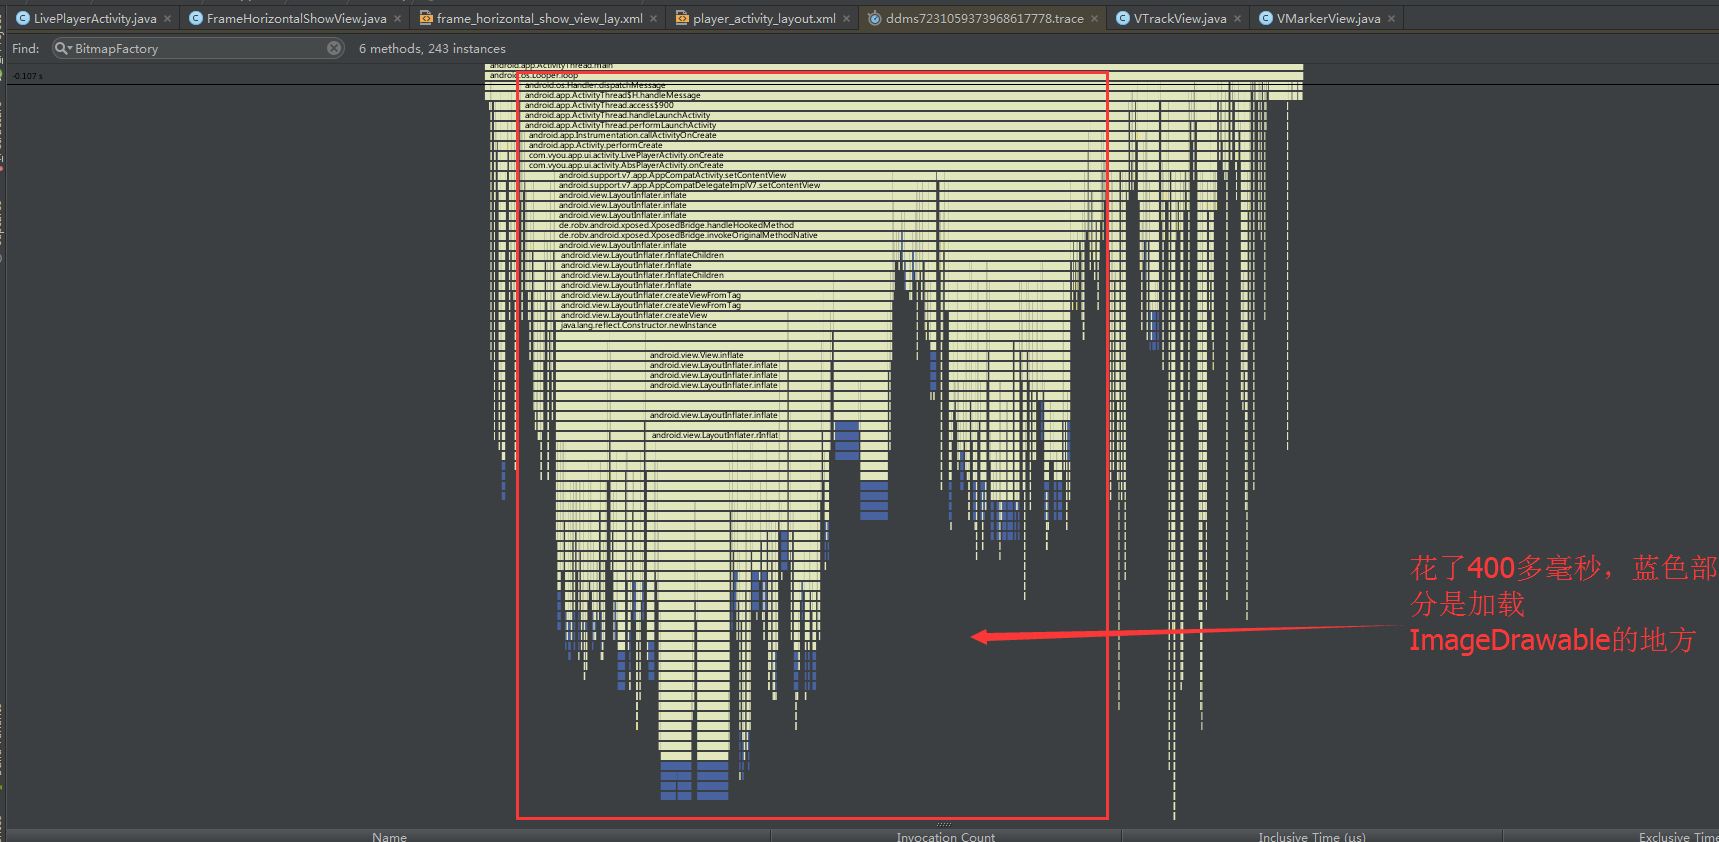 LivePlayerActivity.java
FrameHorizontalShowView.java
frame_horizontal_show_view_lay.xml
player_activity_layout.xml
ddms7231059373968617778.trace
VTrackView.java
VMarkerView.java
Find:
BitmapFactory
6 methods, 243 instances
-0.107 s
android.app.ActivityThread.main
android.os.Looper.loop
android.os.Handler.dispatchMessage
android.app.ActivityThread$H.handleMessage
android.app.ActivityThread.access$900
android.app.ActivityThread.handleLaunchActivity
android.app.ActivityThread.performLaunchActivity
android.app.Instrumentation.callActivityOnCreate
android.app.Activity.performCreate
com.vyou.app.ui.activity.LivePlayerActivity.onCreate
com.vyou.app.ui.activity.AbsPlayerActivity.onCreate
android.support.v7.app.AppCompatActivity.setContentView
android.support.v7.app.AppCompatDelegateImplV7.setContentView
android.view.LayoutInflater.inflate
android.view.LayoutInflater.inflate
android.view.LayoutInflater.inflate
de.robv.android.xposed.XposedBridge.handleHookedMethod
de.robv.android.xposed.XposedBridge.invokeOriginalMethodNative
android.view.LayoutInflater.inflate
android.view.LayoutInflater.rInflateChildren
android.view.LayoutInflater.rInflate
android.view.LayoutInflater.rInflateChildren
android.view.LayoutInflater.rInflate
android.view.LayoutInflater.createViewFromTag
android.view.LayoutInflater.createViewFromTag
android.view.LayoutInflater.createView
java.lang.reflect.Constructor.newInstance
android.view.View.inflate
android.view.LayoutInflater.inflate
android.view.LayoutInflater.inflate
android.view.LayoutInflater.inflate
android.view.LayoutInflater.inflate
android.view.LayoutInflater.rInflat
花了400多毫秒，蓝色部
分是加载
ImageDrawable的地方
Name
Invocation Count
Inclusive Time (μs)
Exclusive Time